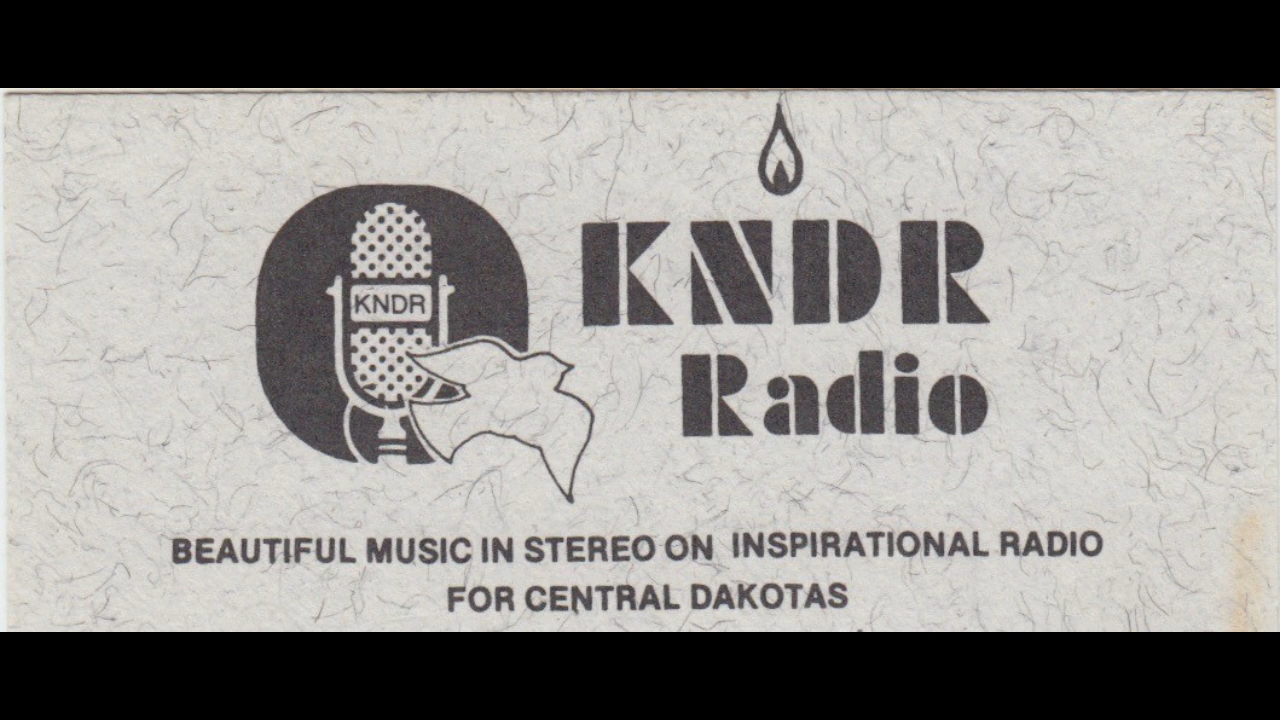 KNDR
KNDR
Radio
BEAUTIFUL MUSIC IN STEREO ON INSPIRATIONAL RADIO
FOR CENTRAL DAKOTAS